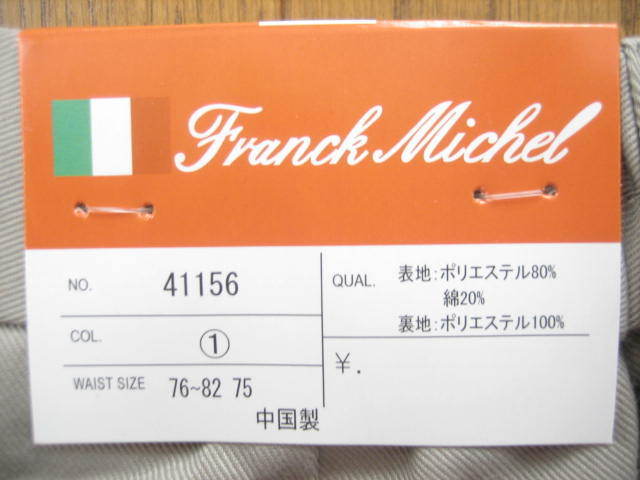 Franck Michel
NO. 41156
COL. ①
WAIST SIZE 76~82 75
QUAL. 表地:ポリエステル80%
綿20%
裏地:ポリエステル100%
¥.
中国製